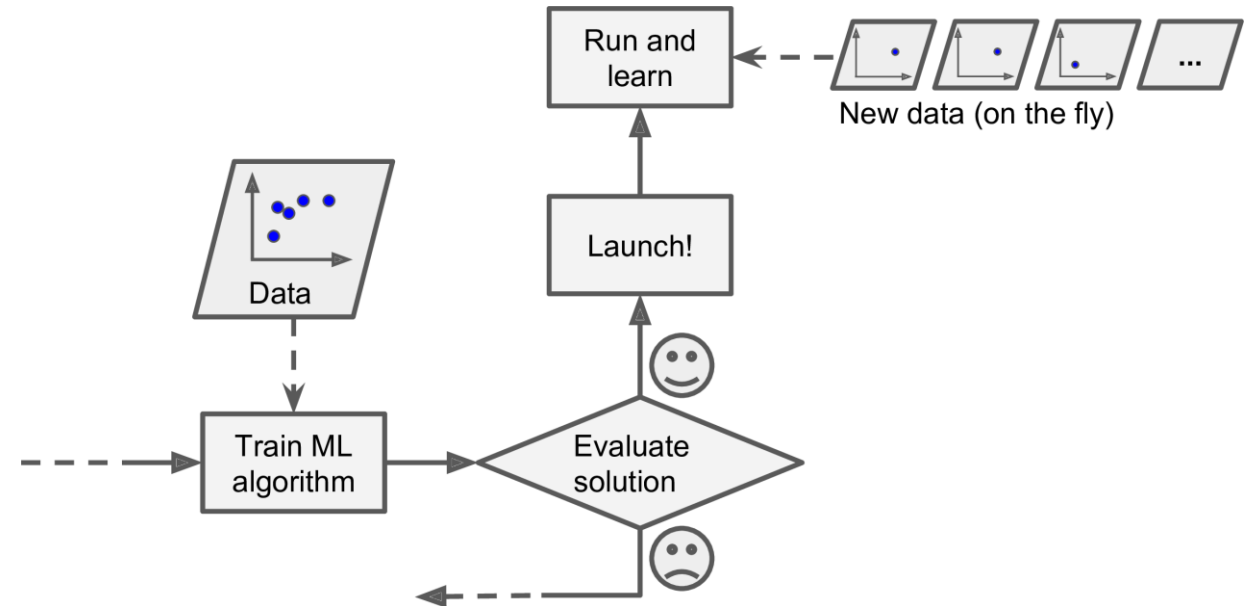 Run and
learn
...
New data (on the fly)
Launch!
Data
Train ML
algorithm
Evaluate
solution